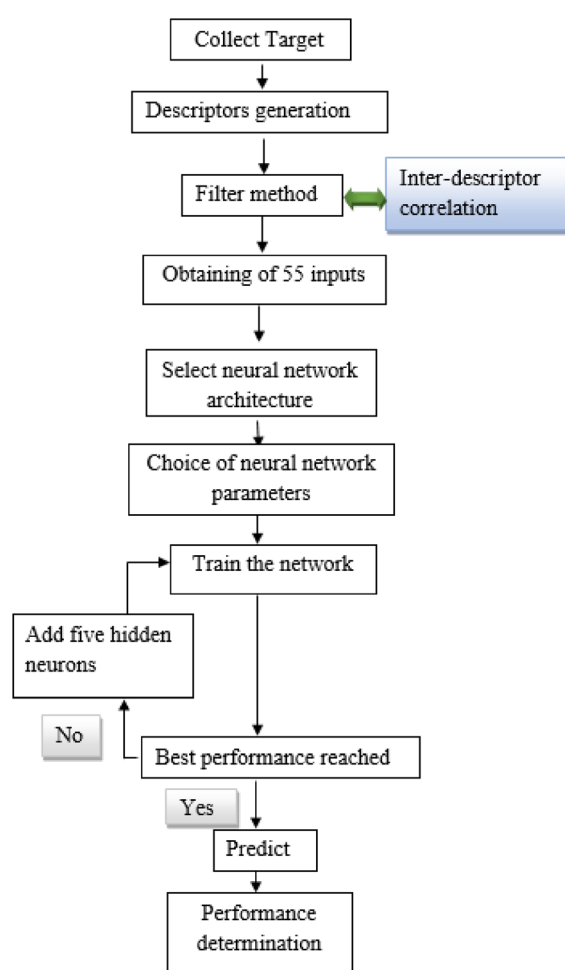 Collect Target
Descriptors generation
Filter method
Inter-descriptor
correlation
Obtaining of 55 inputs
Select neural network
architecture
Choice of neural network
parameters
Train the network
Add five hidden
neurons
No
Best performance reached
Yes
Predict
Performance
determination